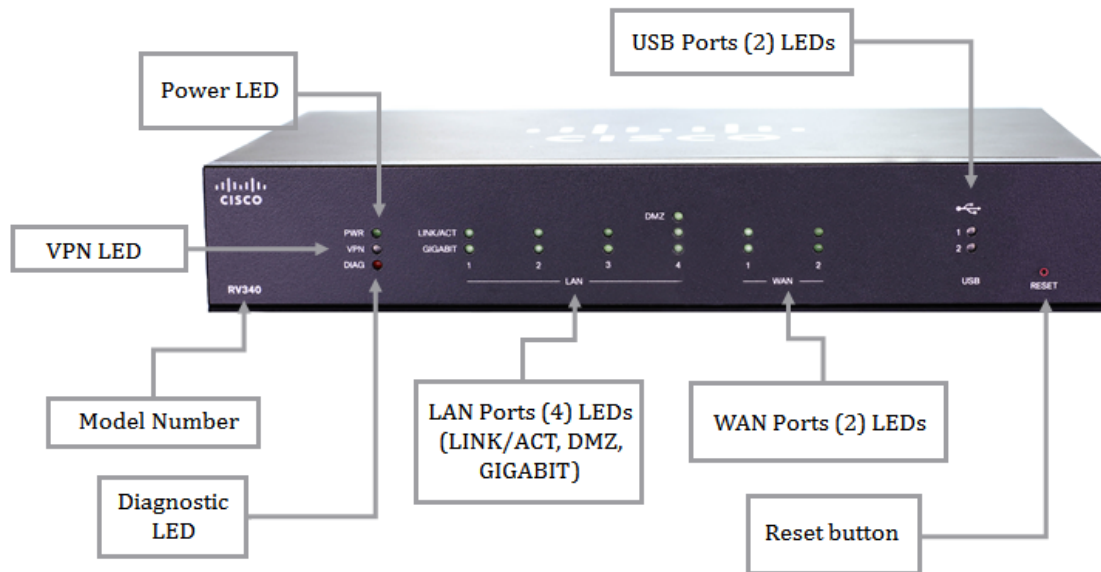 USB Ports (2) LEDs
Power LED
CISCO
CISCO
DMZ
PWR
LINK/ACT
1
VPN LED
VPN
GIGABIT
2
DIAG
1
2
3
4
1
2
LAN
WAN
USB
RESET
RV340
Model Number
LAN Ports (4) LEDs
(LINK/ACT, DMZ,
GIGABIT)
WAN Ports (2) LEDs
Diagnostic
LED
Reset button